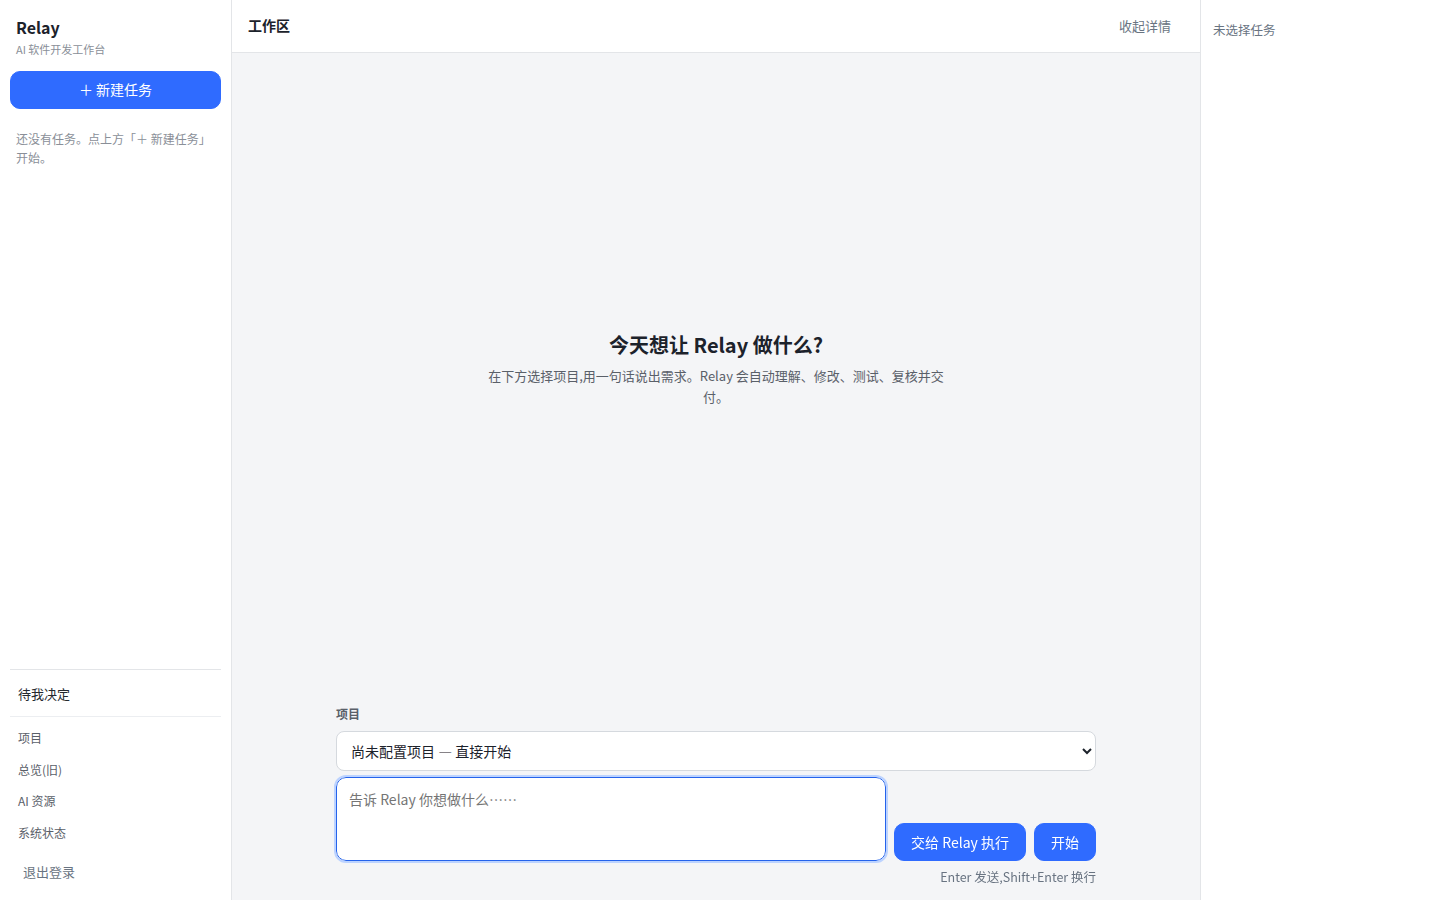 Relay
AI 软件开发工作台
＋ 新建任务
还没有任务。点上方「＋ 新建任务」
开始。
待我决定
项目
总览(旧)
AI 资源
系统状态
退出登录
工作区
收起详情
今天想让 Relay 做什么?
在下方选择项目,用一句话说出需求。Relay 会自动理解、修改、测试、复核并交
付。
项目
尚未配置项目 — 直接开始
告诉 Relay 你想做什么……
交给 Relay 执行
开始
Enter 发送,Shift+Enter 换行
未选择任务